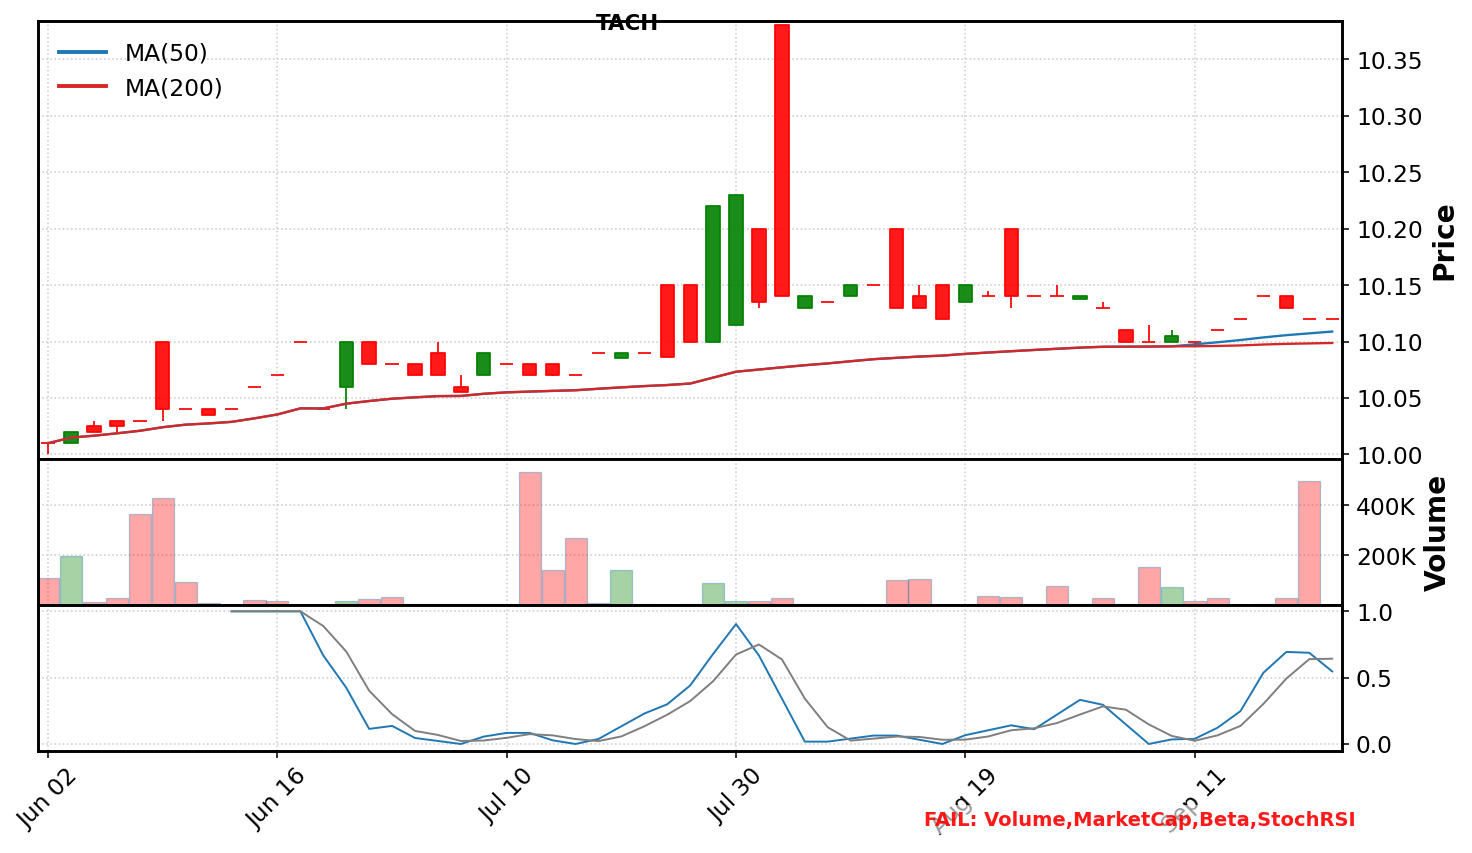 TACH
MA(50)
MA(200)
10.35
10.30
10.25
10.20
10.15
10.10
10.05
10.00
Price
400K
200K
Volume
1.0
0.5
0.0
Jun 02
Jun 16
Jul 10
Jul 30
Aug 19
Sep 11
FAIL: Volume,MarketCap,Beta,StochRSI